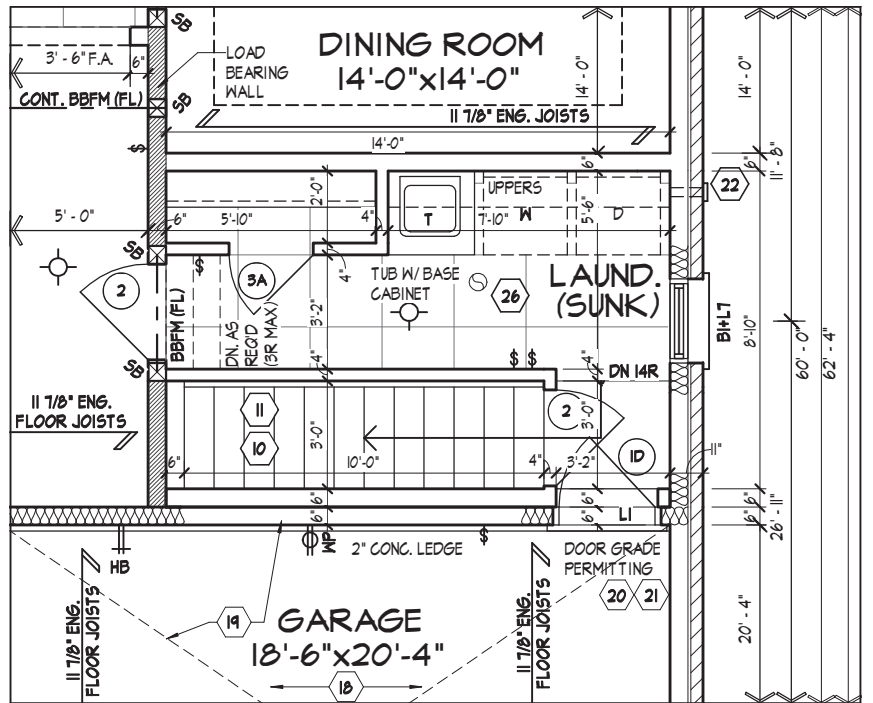 SB
3' - 6" F.A.
6"
LOAD
BEARING
WALL
DINING ROOM
14'-0"x14'-0"
14' - 0"
14' - 0"
CONT. BBFM (FL)
SB
11 7/8" ENG. JOISTS
$
14'-0"
6"
6"
11' - 8"
2'-0"
UPPERS
22
5' - 0"
6"
5'-10"
4"
T
7'-10"
W
5'-6"
D
SB
$
3A
4"
TUB W/ BASE
CABINET
26
LAUND.
(SUNK)
2
BBFM (FL)
DN. AS
REQ'D
(3R MAX)
3'-2"
B1+L7
8'-10"
60' - 0"
62' - 4"
SB
4"
$ $
4"
DN 14R
11 7/8" ENG.
FLOOR JOISTS
11
10
3'-0"
2
3'-0"
1D
6"
10'-0"
4"
3'-2"
11"
6"
6"
6"
6"
L1
6"
6"
26' - 11"
HB
WP
2" CONC. LEDGE
$
DOOR GRADE
PERMITTING
20
21
11 7/8" ENG.
FLOOR JOISTS
19
GARAGE
18'-6"x20'-4"
18
11 7/8" ENG.
FLOOR JOISTS
20' - 4"